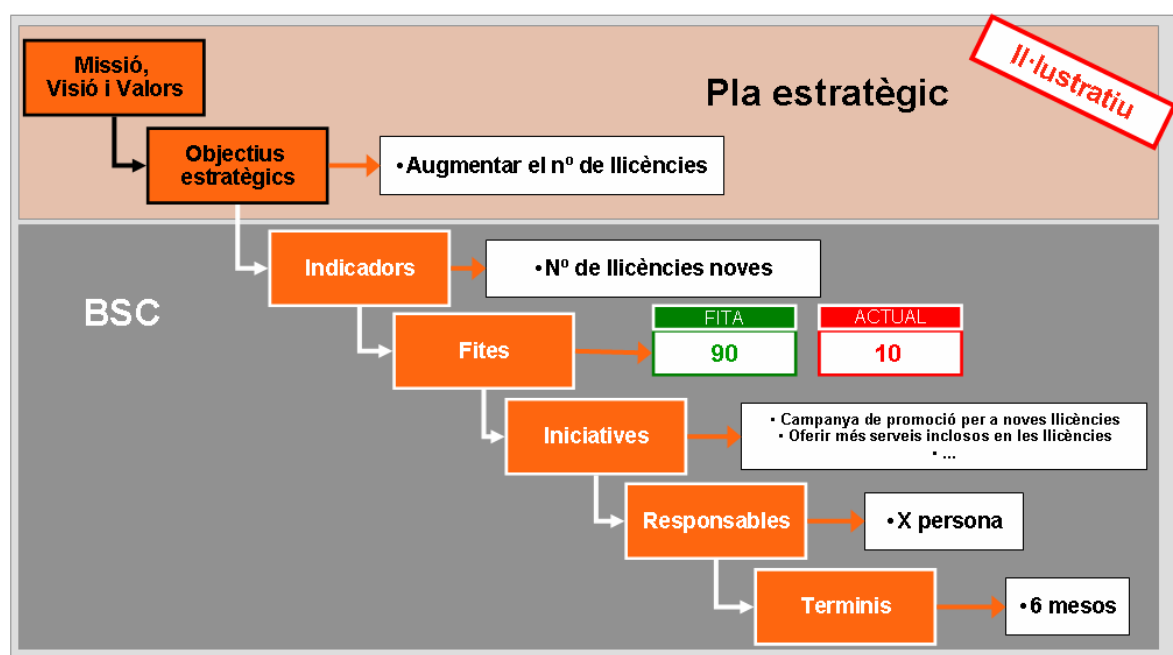 Missió,
Visió i Valors
Pla estratègic
Il·lustratiu
Objectius
estratègics
•Augmentar el nº de llicències
BSC
Indicadors
•Nº de llicències noves
Fites
FITA
90
ACTUAL
10
Iniciatives
• Campanya de promoció per a noves llicències
• Oferir més serveis inclosos en les llicències
• ...
Responsables
•X persona
Terminis
•6 mesos